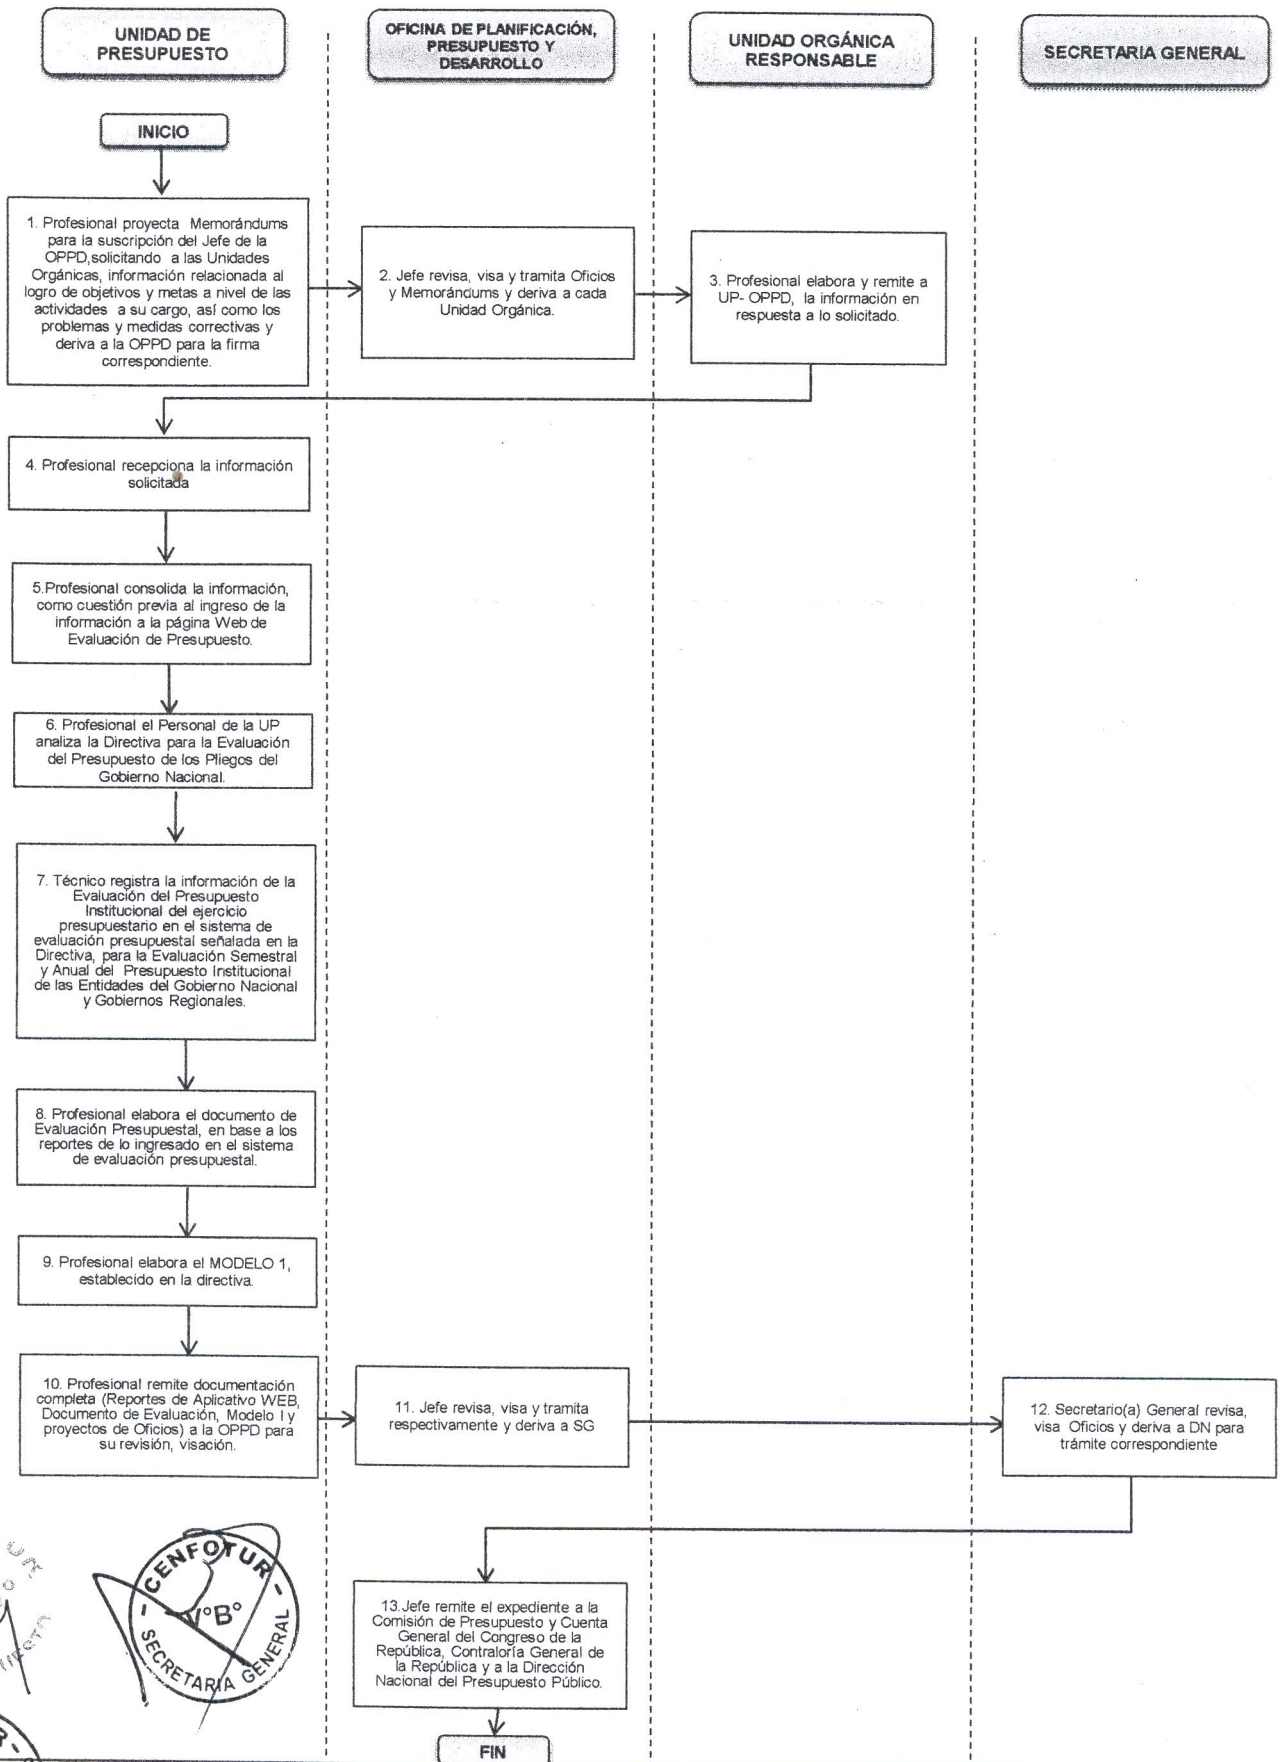 UNIDAD DE
PRESUPUESTO
OFICINA DE PLANIFICACIÓN,
PRESUPUESTO Y
DESARROLLO
UNIDAD ORGÁNICA
RESPONSABLE
SECRETARIA GENERAL
INICIO
1. Profesional proyecta Memorándums
para la suscripción del Jefe de la
OPPD,solicitando a las Unidades
Orgánicas, información relacionada al
logro de objetivos y metas a nivel de las
actividades a su cargo, así como los
problemas y medidas correctivas y
deriva a la OPPD para la firma
correspondiente.
2. Jefe revisa, visa y tramita Oficios
y Memorándums y deriva a cada
Unidad Orgánica.
3. Profesional elabora y remite a
UP- OPPD, la información en
respuesta a lo solicitado.
4. Profesional recepciona la información
solicitada
5.Profesional consolida la información,
como cuestión previa al ingreso de la
información a la página Web de
Evaluación de Presupuesto.
6. Profesional el Personal de la UP
analiza la Directiva para la Evaluación
del Presupuesto de los Pliegos del
Gobierno Nacional.
7. Técnico registra la información de la
Evaluación del Presupuesto
Institucional del ejercicio
presupuestario en el sistema de
evaluación presupuestal señalada en la
Directiva, para la Evaluación Semestral
y Anual del Presupuesto Institucional
de las Entidades del Gobierno Nacional
y Gobiernos Regionales.
8. Profesional elabora el documento de
Evaluación Presupuestal, en base a los
reportes de lo ingresado en el sistema
de evaluación presupuestal.
9. Profesional elabora el MODELO 1,
establecido en la directiva.
10. Profesional remite documentación
completa (Reportes de Aplicativo WEB,
Documento de Evaluación, Modelo I y
proyectos de Oficios) a la OPPD para
su revisión, visación.
11. Jefe revisa, visa y tramita
respectivamente y deriva a SG
12. Secretario(a) General revisa,
visa Oficios y deriva a DN para
trámite correspondiente
13.Jefe remite el expediente a la
Comisión de Presupuesto y Cuenta
General del Congreso de la
República, Contraloría General de
la República y a la Dirección
Nacional del Presupuesto Público.
FIN
- CENFOTUR -
V°B°
SECRETARIA GENERAL